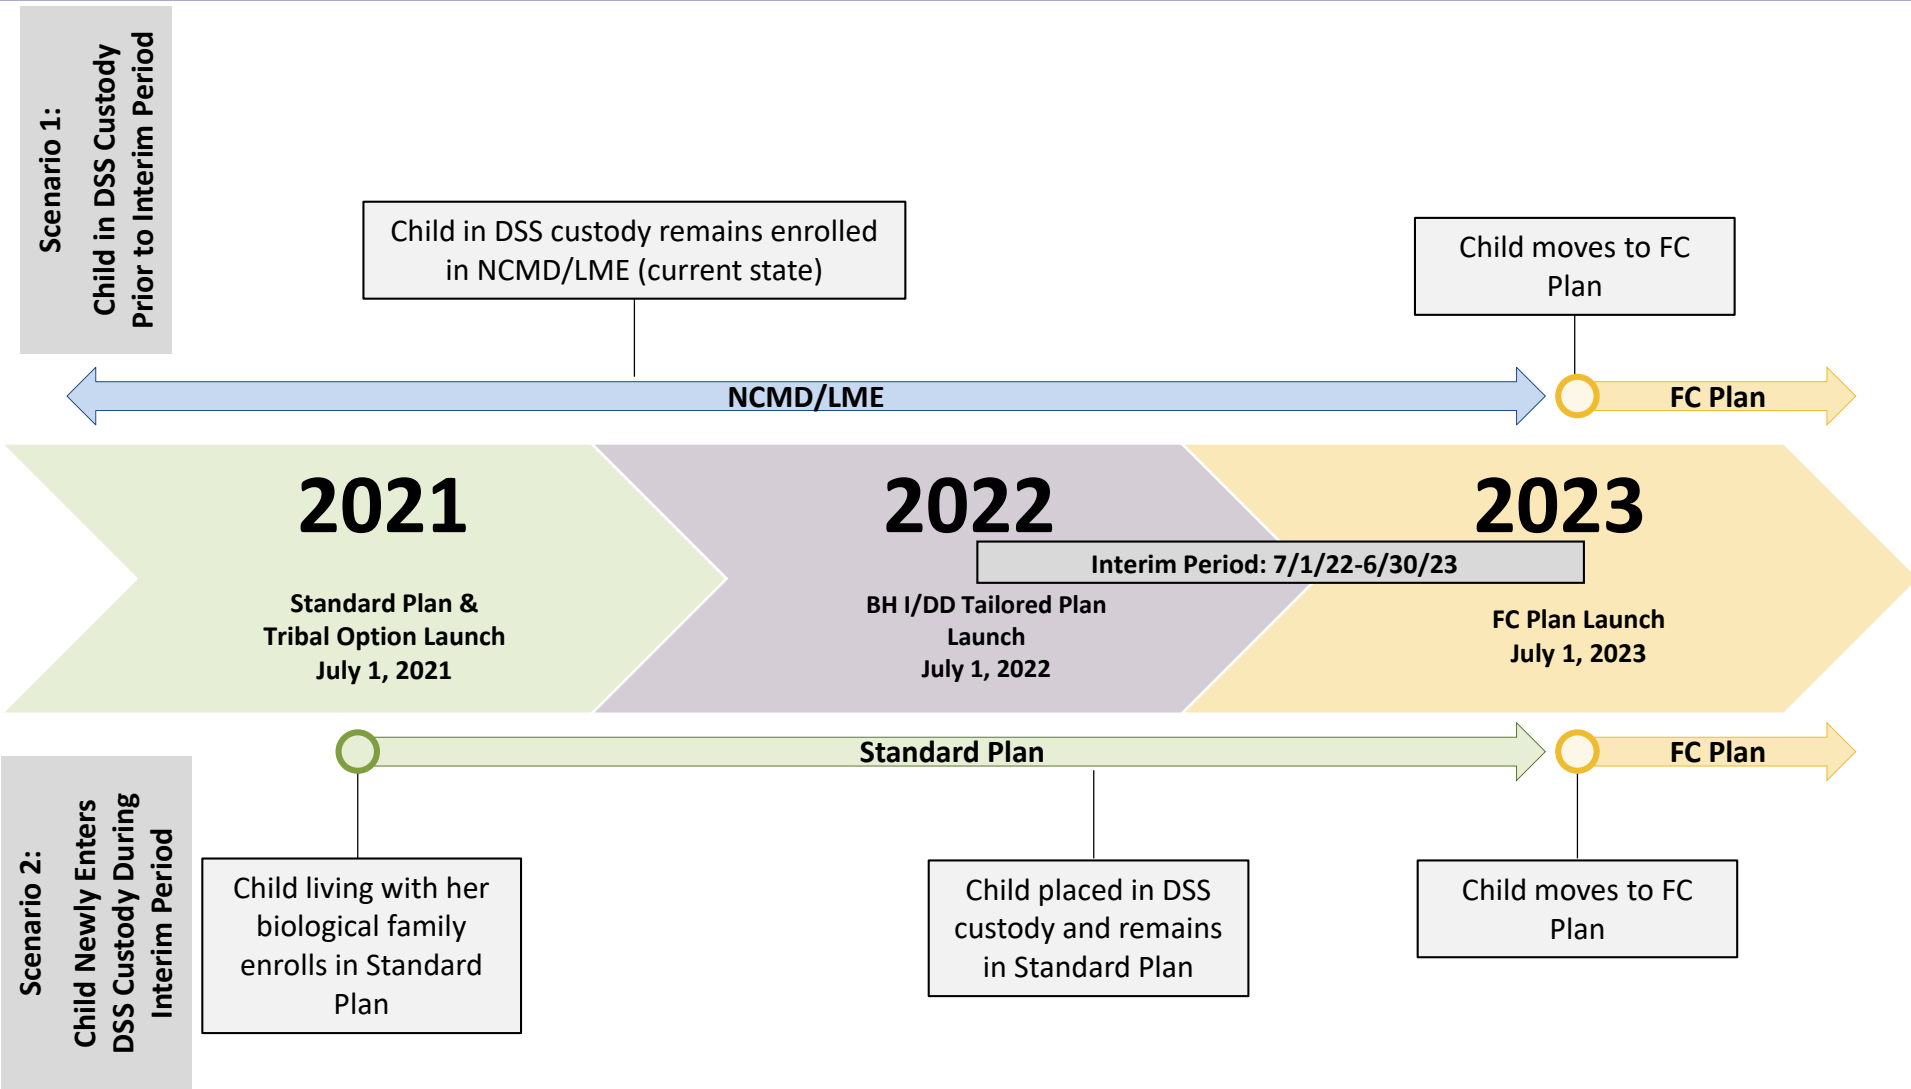 Scenario 1:
Child in DSS Custody
Prior to Interim Period
Child in DSS custody remains enrolled
in NCMD/LME (current state)
Child moves to FC
Plan
NCMD/LME
FC Plan
2021
Standard Plan &
Tribal Option Launch
July 1, 2021
2022
BH I/DD Tailored Plan
Launch
July 1, 2022
2023
Interim Period: 7/1/22-6/30/23
FC Plan Launch
July 1, 2023
Standard Plan
FC Plan
Scenario 2:
Child Newly Enters
DSS Custody During
Interim Period
Child living with her
biological family
enrolls in Standard
Plan
Child placed in DSS
custody and remains
in Standard Plan
Child moves to FC
Plan